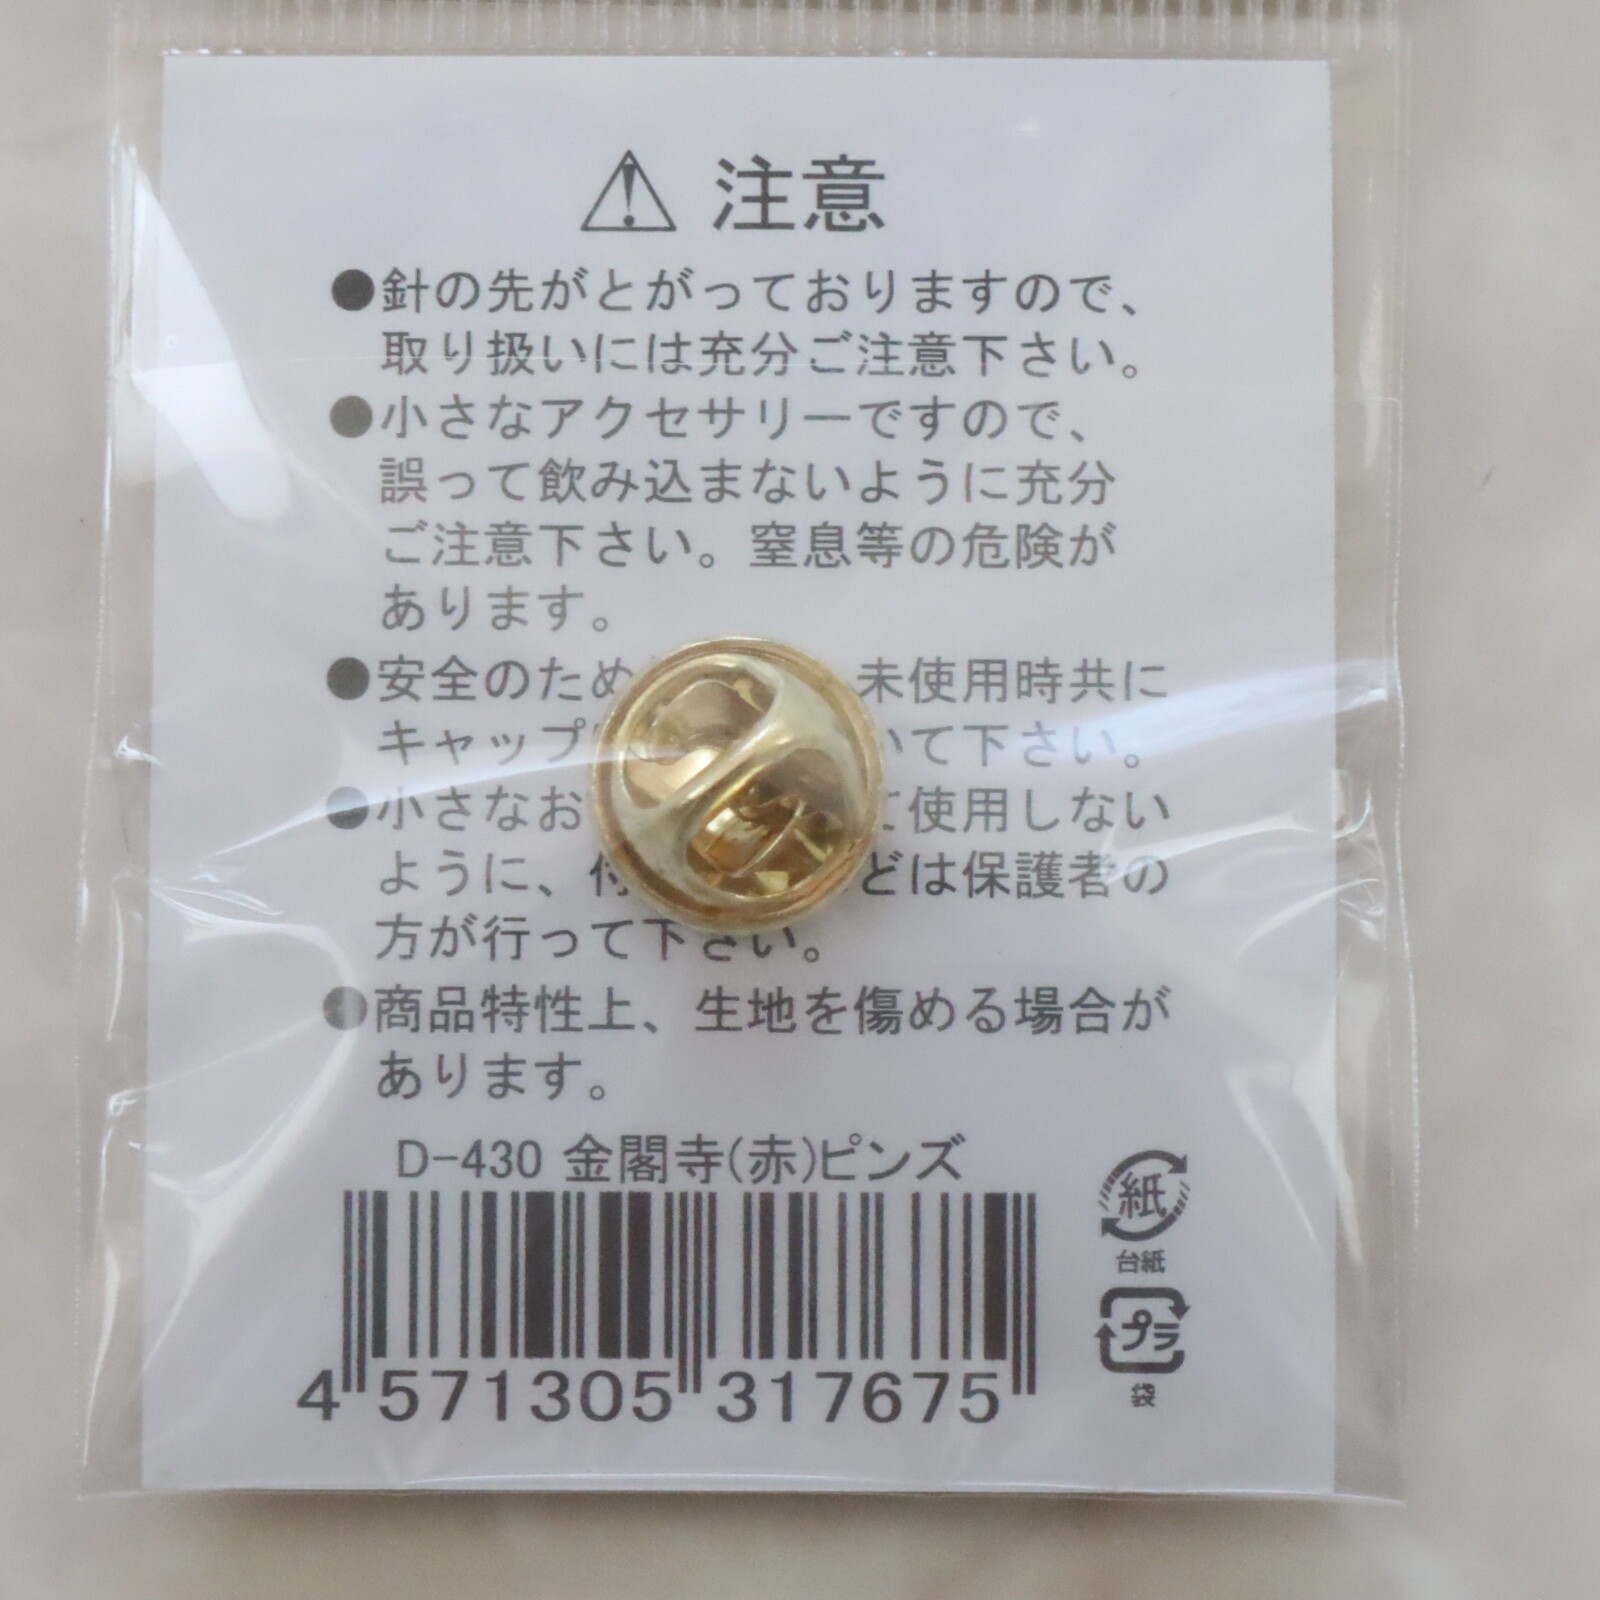 注意
●針の先がとがっておりますので、
取り扱いには充分ご注意下さい。
●小さなアクセサリーですので、
誤って飲み込まないように充分
ご注意下さい。窒息等の危険が
あります。
●安全のため 未使用時共に
キャップ いて下さい。
●小さなお に使用しない
ように、付 どは保護者の
方が行って下さい。
●商品特性上、生地を傷める場合が
あります。
D-430 金閣寺(赤)ピンズ
4 571305 317675
紙
台紙
プラ
袋